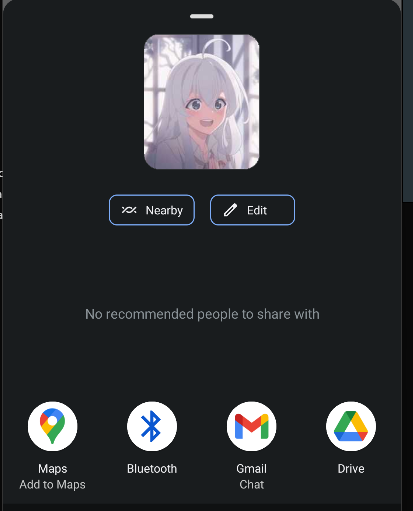 Nearby
Edit
No recommended people to share with
Maps
Add to Maps
Bluetooth
Gmail
Chat
Drive